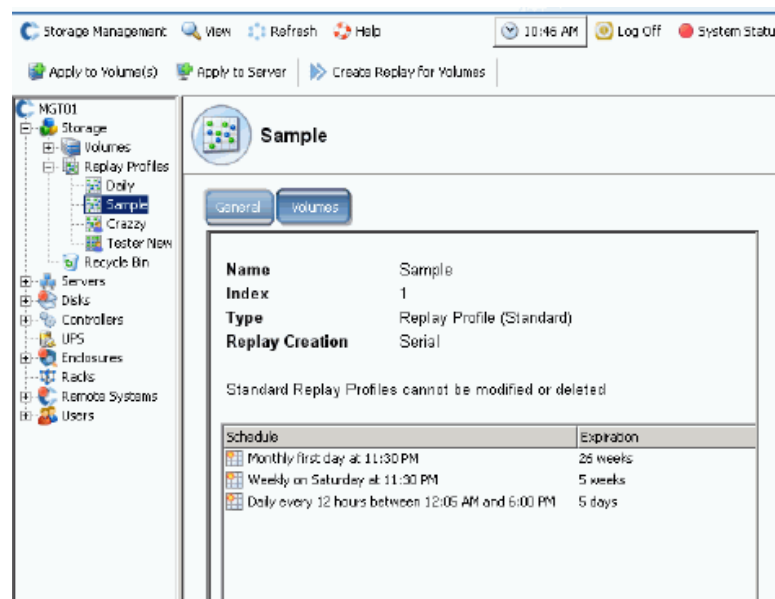 Storage Management View Refresh Help 10:46 AM Log Off System Statu
Apply to Volume(s) Apply to Server Create Replay for Volumes
MGT01
Storage
Volumes
Replay Profiles
Daily
Sample
Crazzy
Tester New
Recycle Bin
Servers
Disks
Controllers
UPS
Enclosures
Racks
Remote Systems
Users
Sample
General Volumes
Name Sample
Index 1
Type Replay Profile (Standard)
Replay Creation Serial
Standard Replay Profiles cannot be modified or deleted
Schedule Expiration
Monthly first day at 11:30 PM 26 weeks
Weekly on Saturday at 11:30 PM 5 weeks
Daily every 12 hours between 12:05 AM and 6:00 PM 5 days